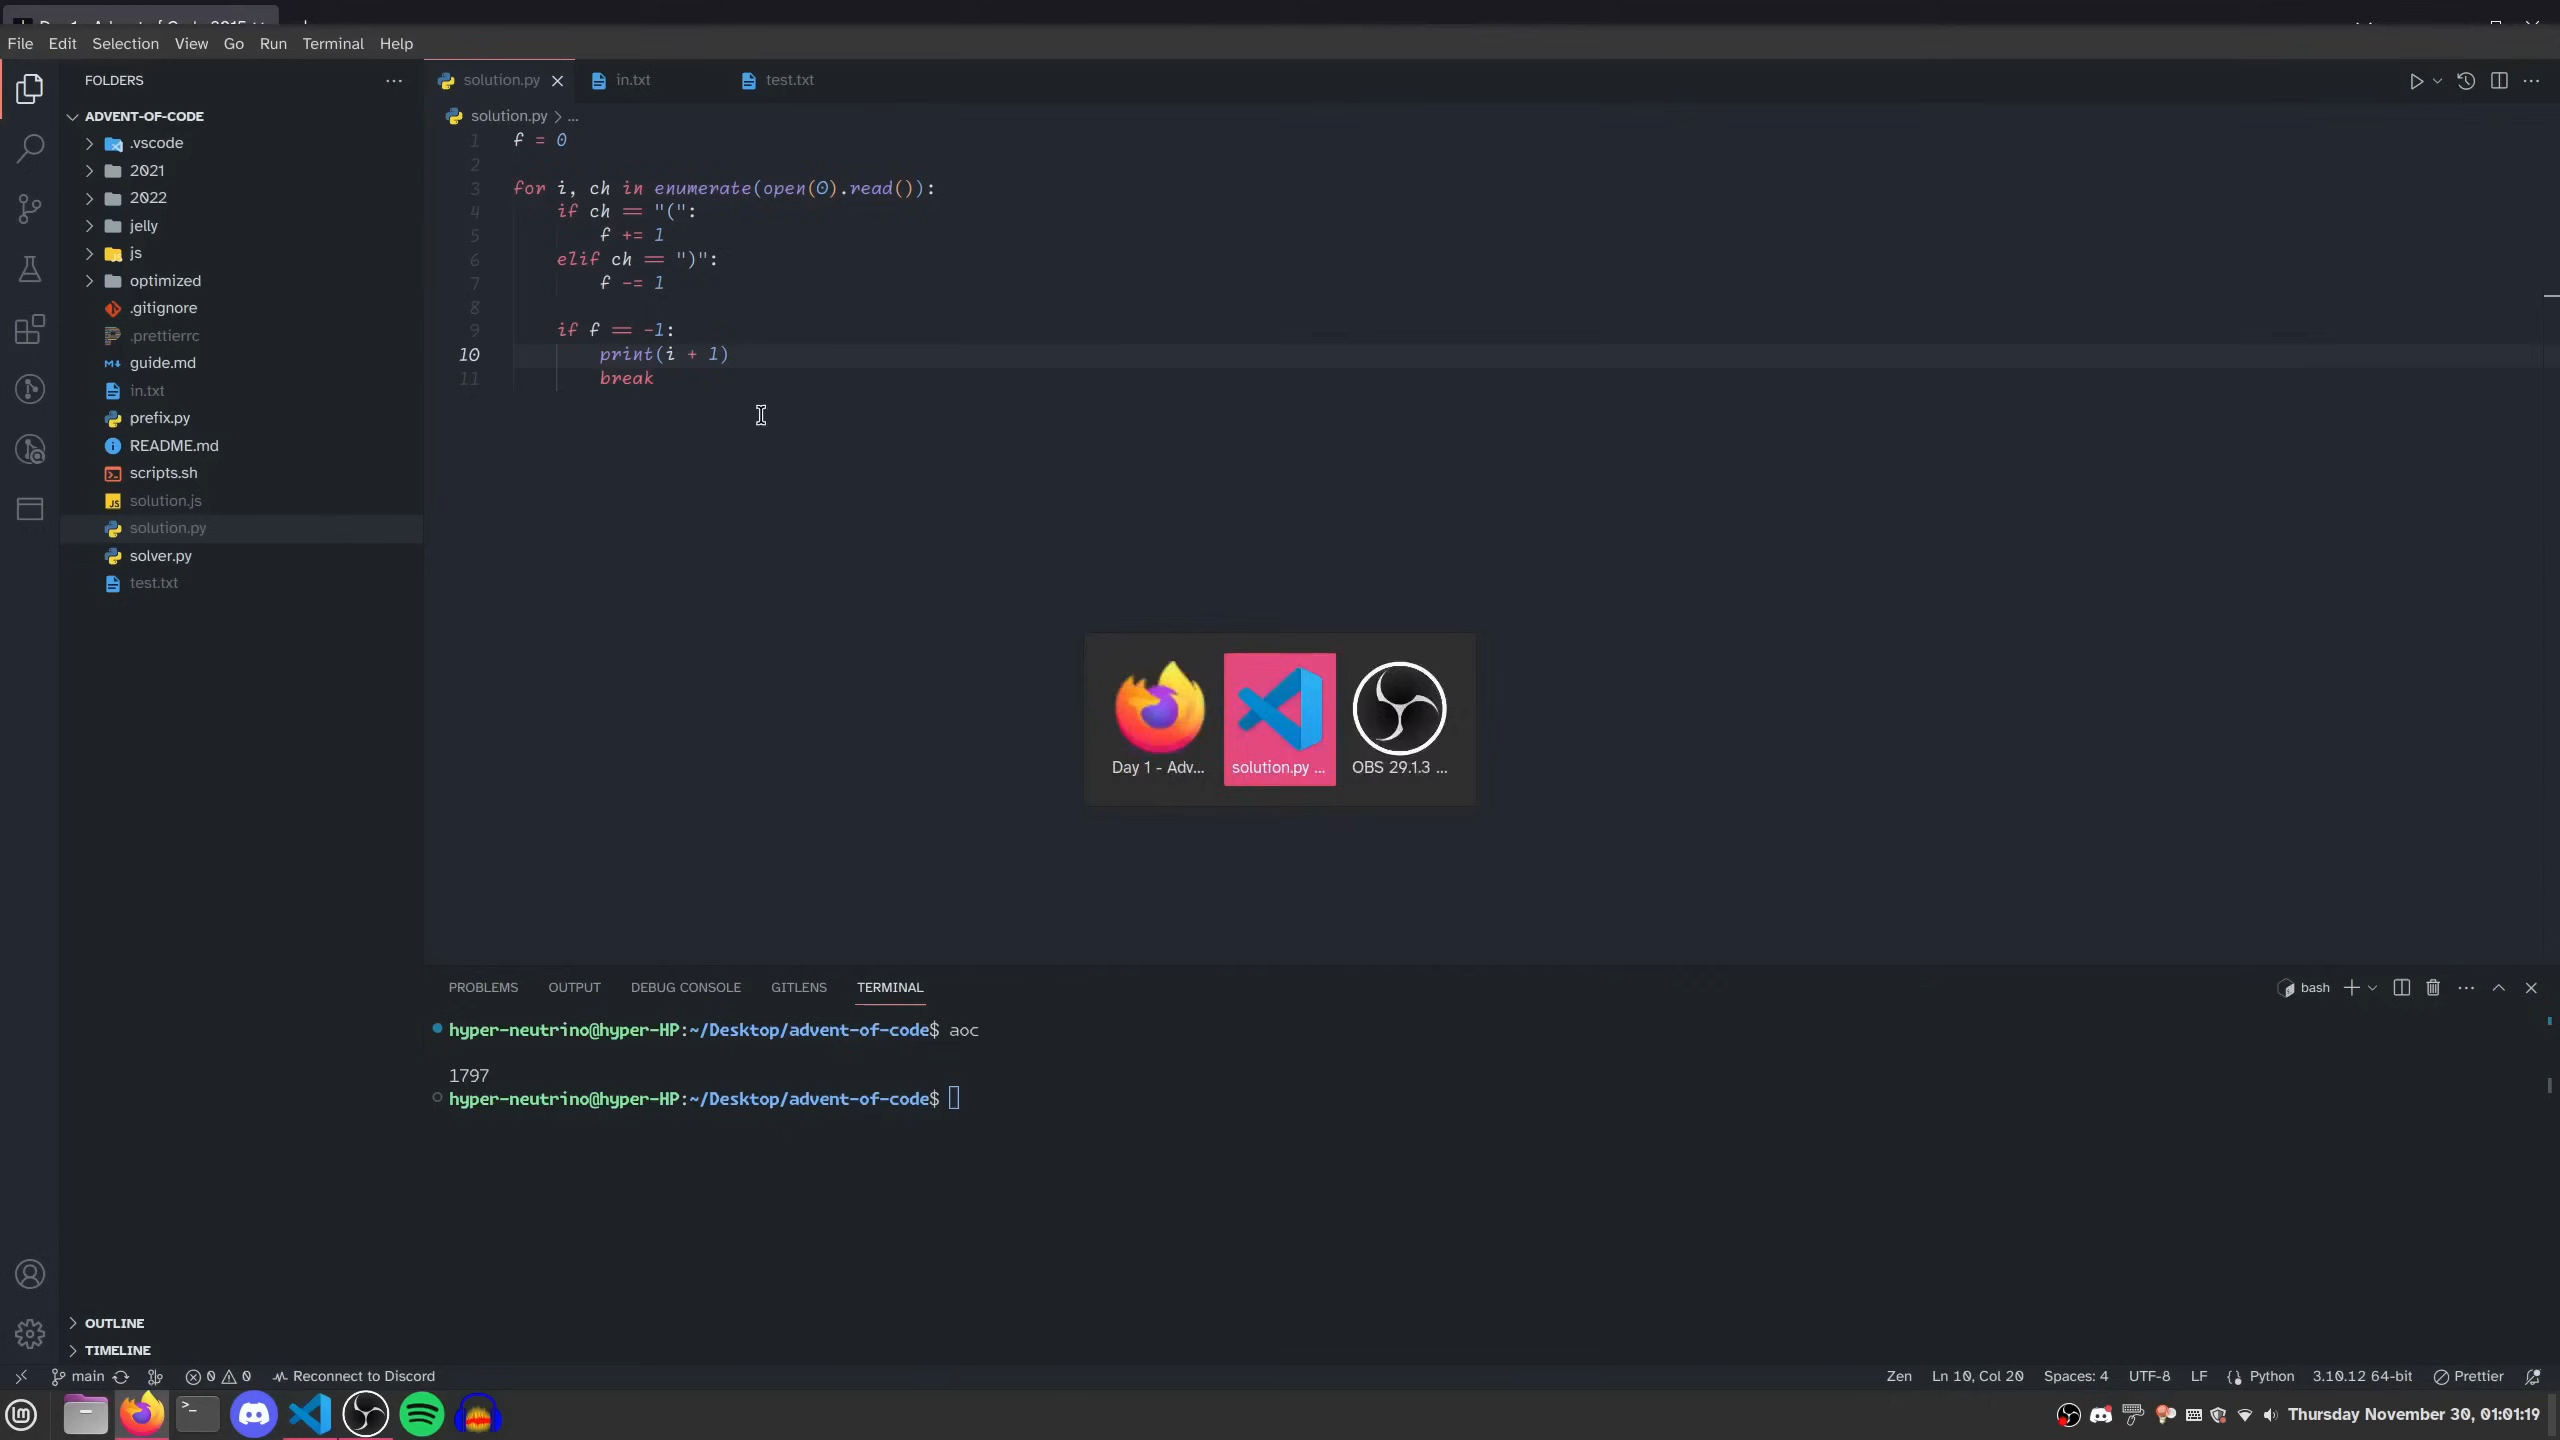 File Edit Selection View Go Run Terminal Help
FOLDERS
solution.py
in.txt
test.txt
ADVENT-OF-CODE
.vscode
2021
2022
jelly
js
optimized
.gitignore
.prettierrc
guide.md
in.txt
prefix.py
README.md
scripts.sh
solution.js
solution.py
solver.py
test.txt
solution.py > ...
1 f = 0
2
3 for i, ch in enumerate(open(0).read()):
4 if ch == "(":
5 f += 1
6 elif ch == ")":
7 f -= 1
8
9 if f == -1:
10 print(i + 1)
11 break
Day 1 - Adv...
solution.py ...
OBS 29.1.3 ...
PROBLEMS OUTPUT DEBUG CONSOLE GITLENS TERMINAL
bash
hyper-neutrino@hyper-HP:~/Desktop/advent-of-code$ aoc
1797
hyper-neutrino@hyper-HP:~/Desktop/advent-of-code$
OUTLINE
TIMELINE
main 0 0 Reconnect to Discord
Zen Ln 10, Col 20 Spaces: 4 UTF-8 LF Python 3.10.12 64-bit Prettier
Thursday November 30, 01:01:19